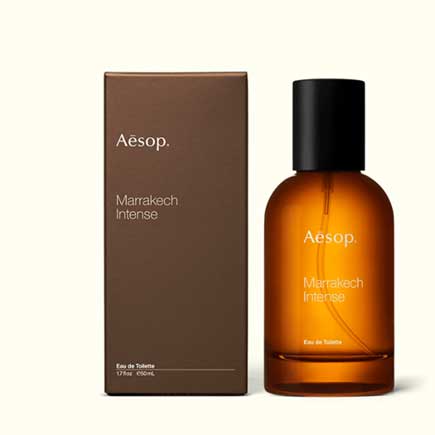 Aēsop.
Marrakech
Intense
Eau de Toilette
1.7 fl oz ℮50 mL
Aēsop.
Marrakech
Intense
Eau de Toilette